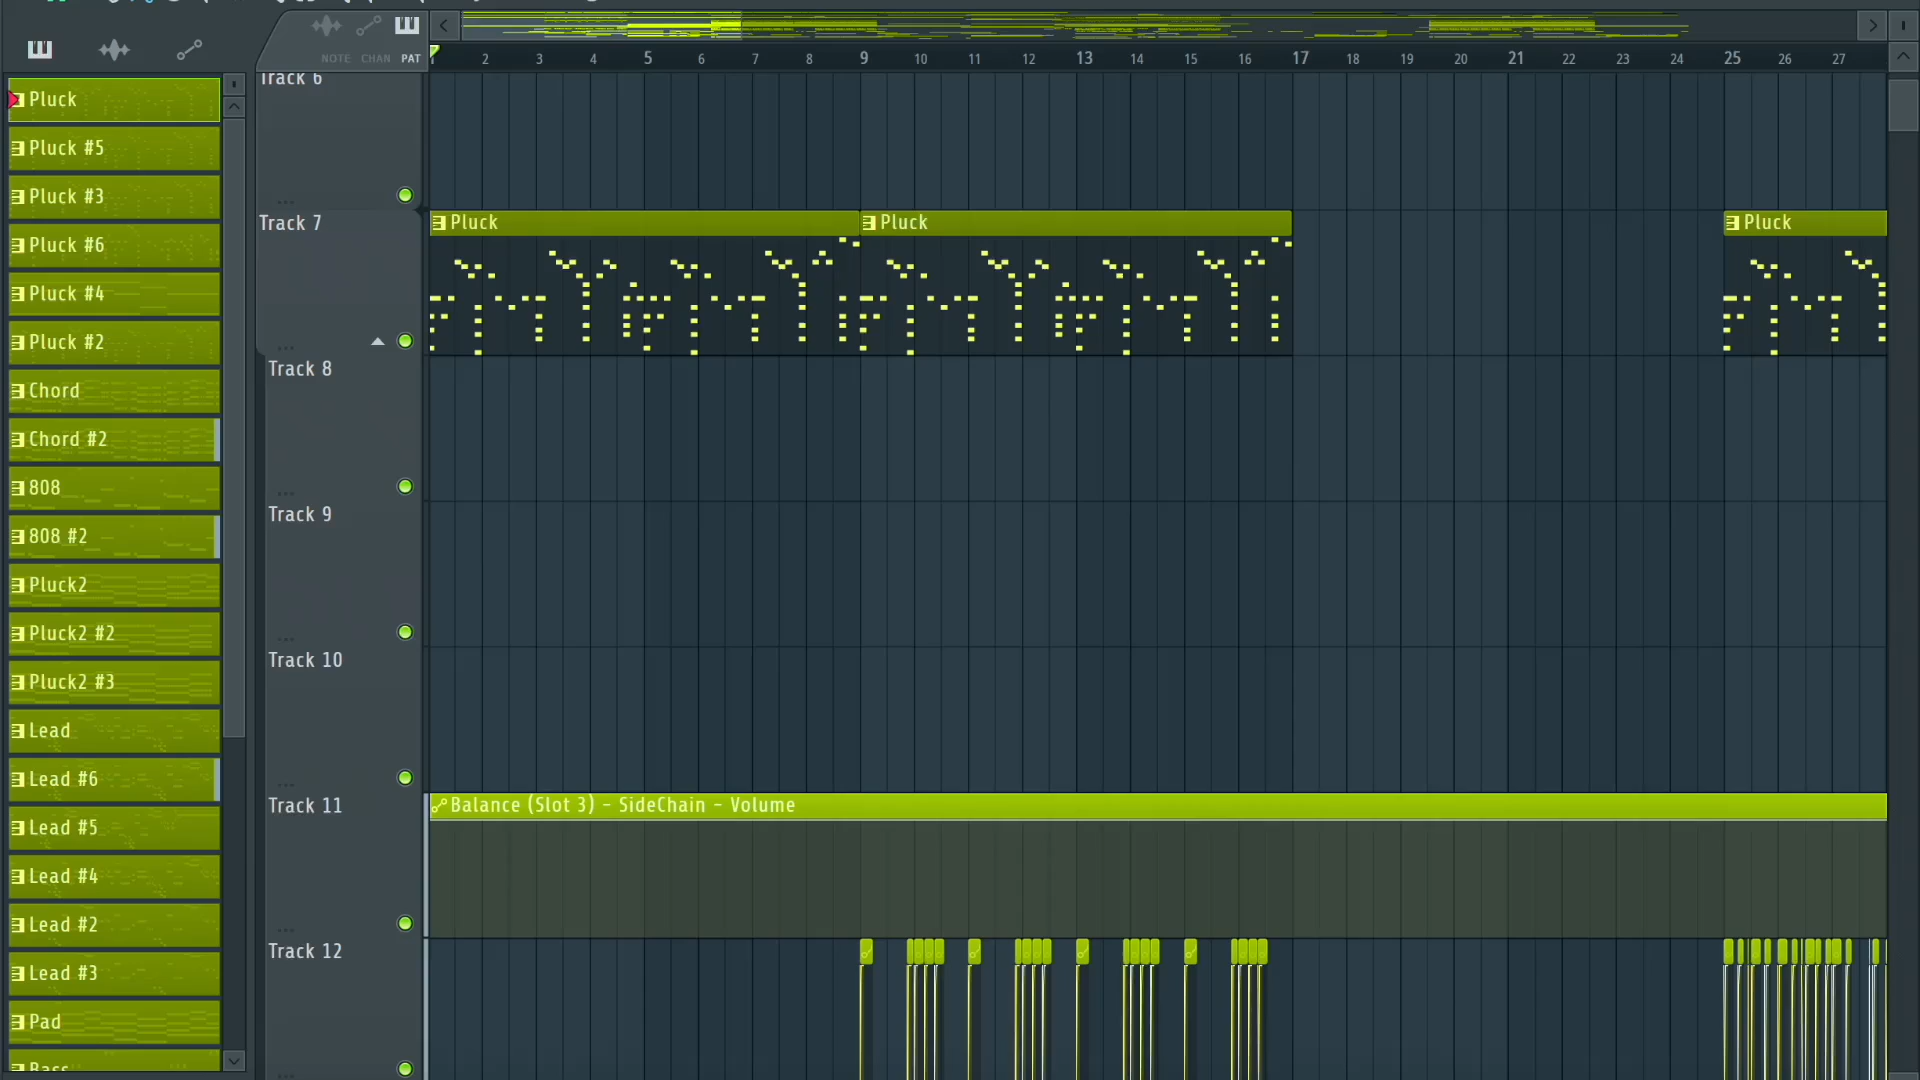 NOTE CHAN PAT
2 3 4 5 6 7 8 9 10 11 12 13 14 15 16 17 18 19 20 21 22 23 24 25 26 27
Pluck
Pluck #5
Pluck #3
Pluck #6
Pluck #4
Pluck #2
Chord
Chord #2
808
808 #2
Pluck2
Pluck2 #2
Pluck2 #3
Lead
Lead #6
Lead #5
Lead #4
Lead #2
Lead #3
Pad
Bass
Track 6
Track 7
Pluck
Pluck
Pluck
Track 8
Track 9
Track 10
Track 11
Balance (Slot 3) - SideChain - Volume
Track 12